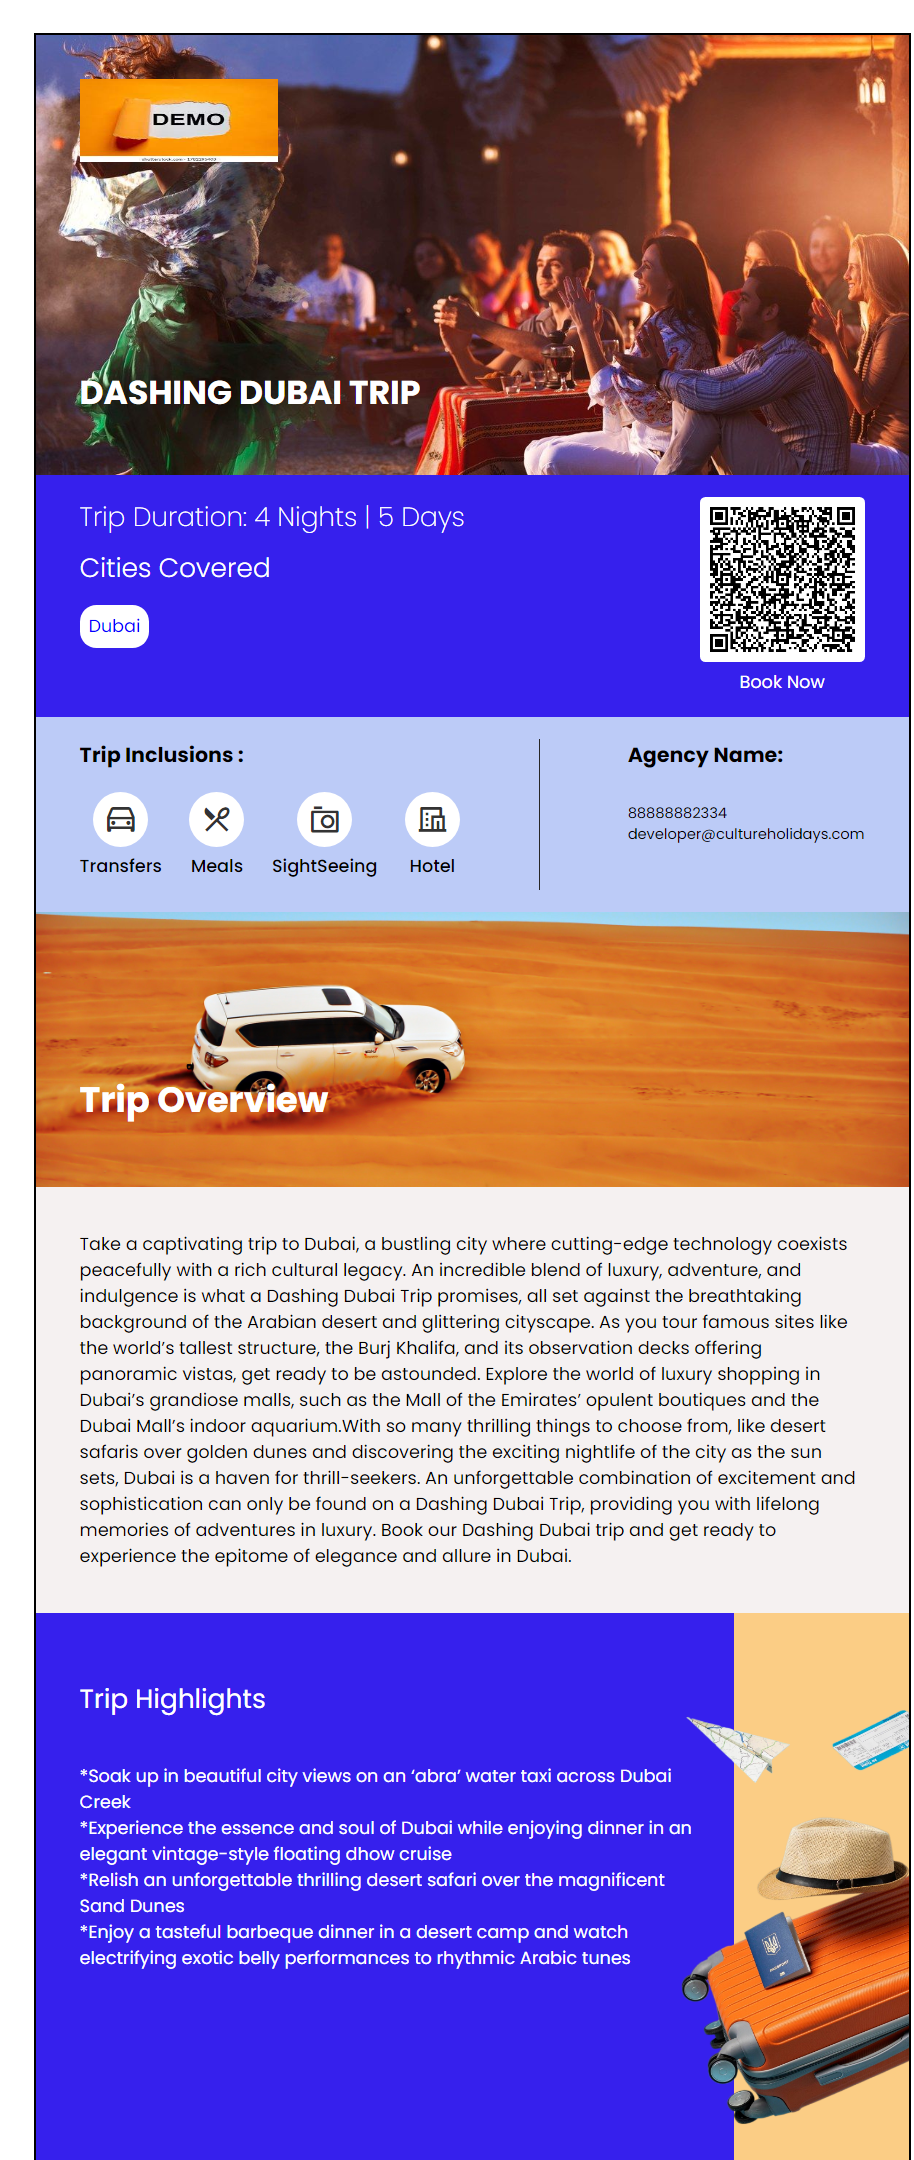 DEMO
shutterstock.com · 1782295403
DASHING DUBAI TRIP
Trip Duration: 4 Nights | 5 Days
Cities Covered
Dubai
Book Now
Trip Inclusions :
Agency Name:
88888882334
developer@cultureholidays.com
Transfers
Meals
SightSeeing
Hotel
Trip Overview
Take a captivating trip to Dubai, a bustling city where cutting-edge technology coexists
peacefully with a rich cultural legacy. An incredible blend of luxury, adventure, and
indulgence is what a Dashing Dubai Trip promises, all set against the breathtaking
background of the Arabian desert and glittering cityscape. As you tour famous sites like
the world’s tallest structure, the Burj Khalifa, and its observation decks offering
panoramic vistas, get ready to be astounded. Explore the world of luxury shopping in
Dubai’s grandiose malls, such as the Mall of the Emirates’ opulent boutiques and the
Dubai Mall’s indoor aquarium.With so many thrilling things to choose from, like desert
safaris over golden dunes and discovering the exciting nightlife of the city as the sun
sets, Dubai is a haven for thrill-seekers. An unforgettable combination of excitement and
sophistication can only be found on a Dashing Dubai Trip, providing you with lifelong
memories of adventures in luxury. Book our Dashing Dubai trip and get ready to
experience the epitome of elegance and allure in Dubai.
Trip Highlights
*Soak up in beautiful city views on an ‘abra’ water taxi across Dubai
Creek
*Experience the essence and soul of Dubai while enjoying dinner in an
elegant vintage-style floating dhow cruise
*Relish an unforgettable thrilling desert safari over the magnificent
Sand Dunes
*Enjoy a tasteful barbeque dinner in a desert camp and watch
electrifying exotic belly performances to rhythmic Arabic tunes
PASSPORT